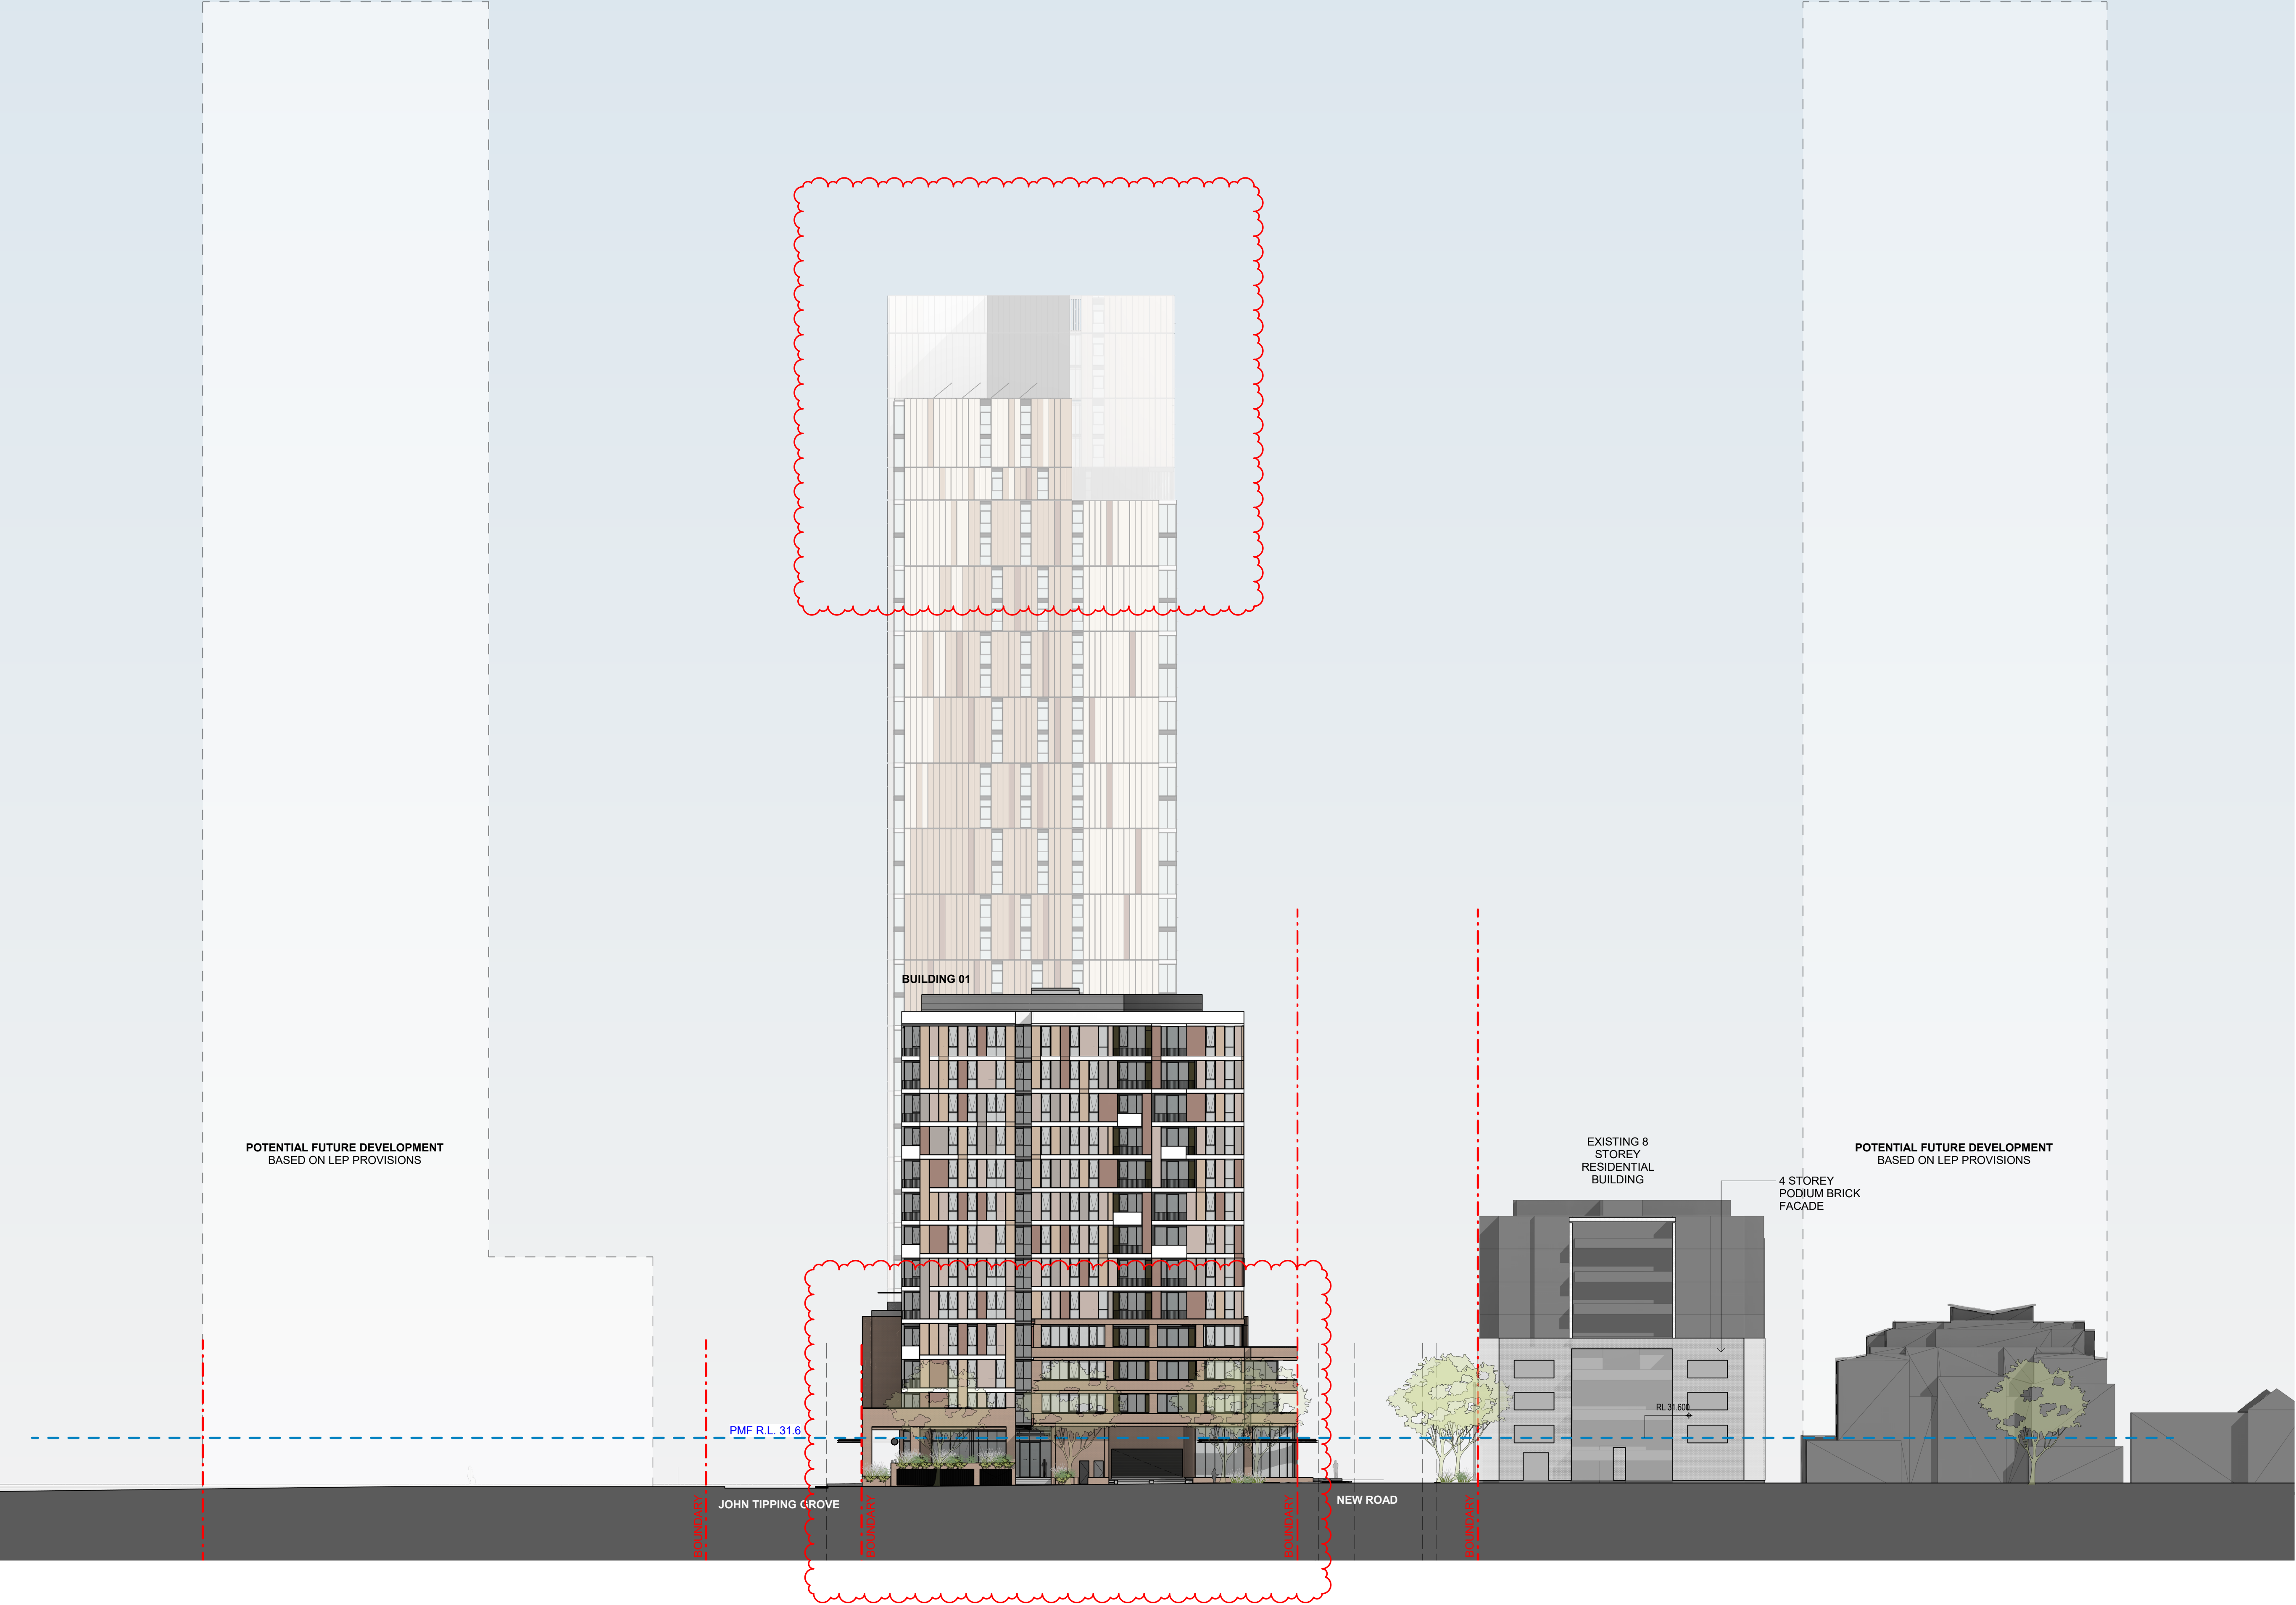 BUILDING 01
POTENTIAL FUTURE DEVELOPMENT
BASED ON LEP PROVISIONS
EXISTING 8
STOREY
RESIDENTIAL
BUILDING
4 STOREY
PODIUM BRICK
FACADE
POTENTIAL FUTURE DEVELOPMENT
BASED ON LEP PROVISIONS
RL 31.600
PMF R.L. 31.6
JOHN TIPPING GROVE
NEW ROAD
BOUNDARY
BOUNDARY
BOUNDARY
BOUNDARY